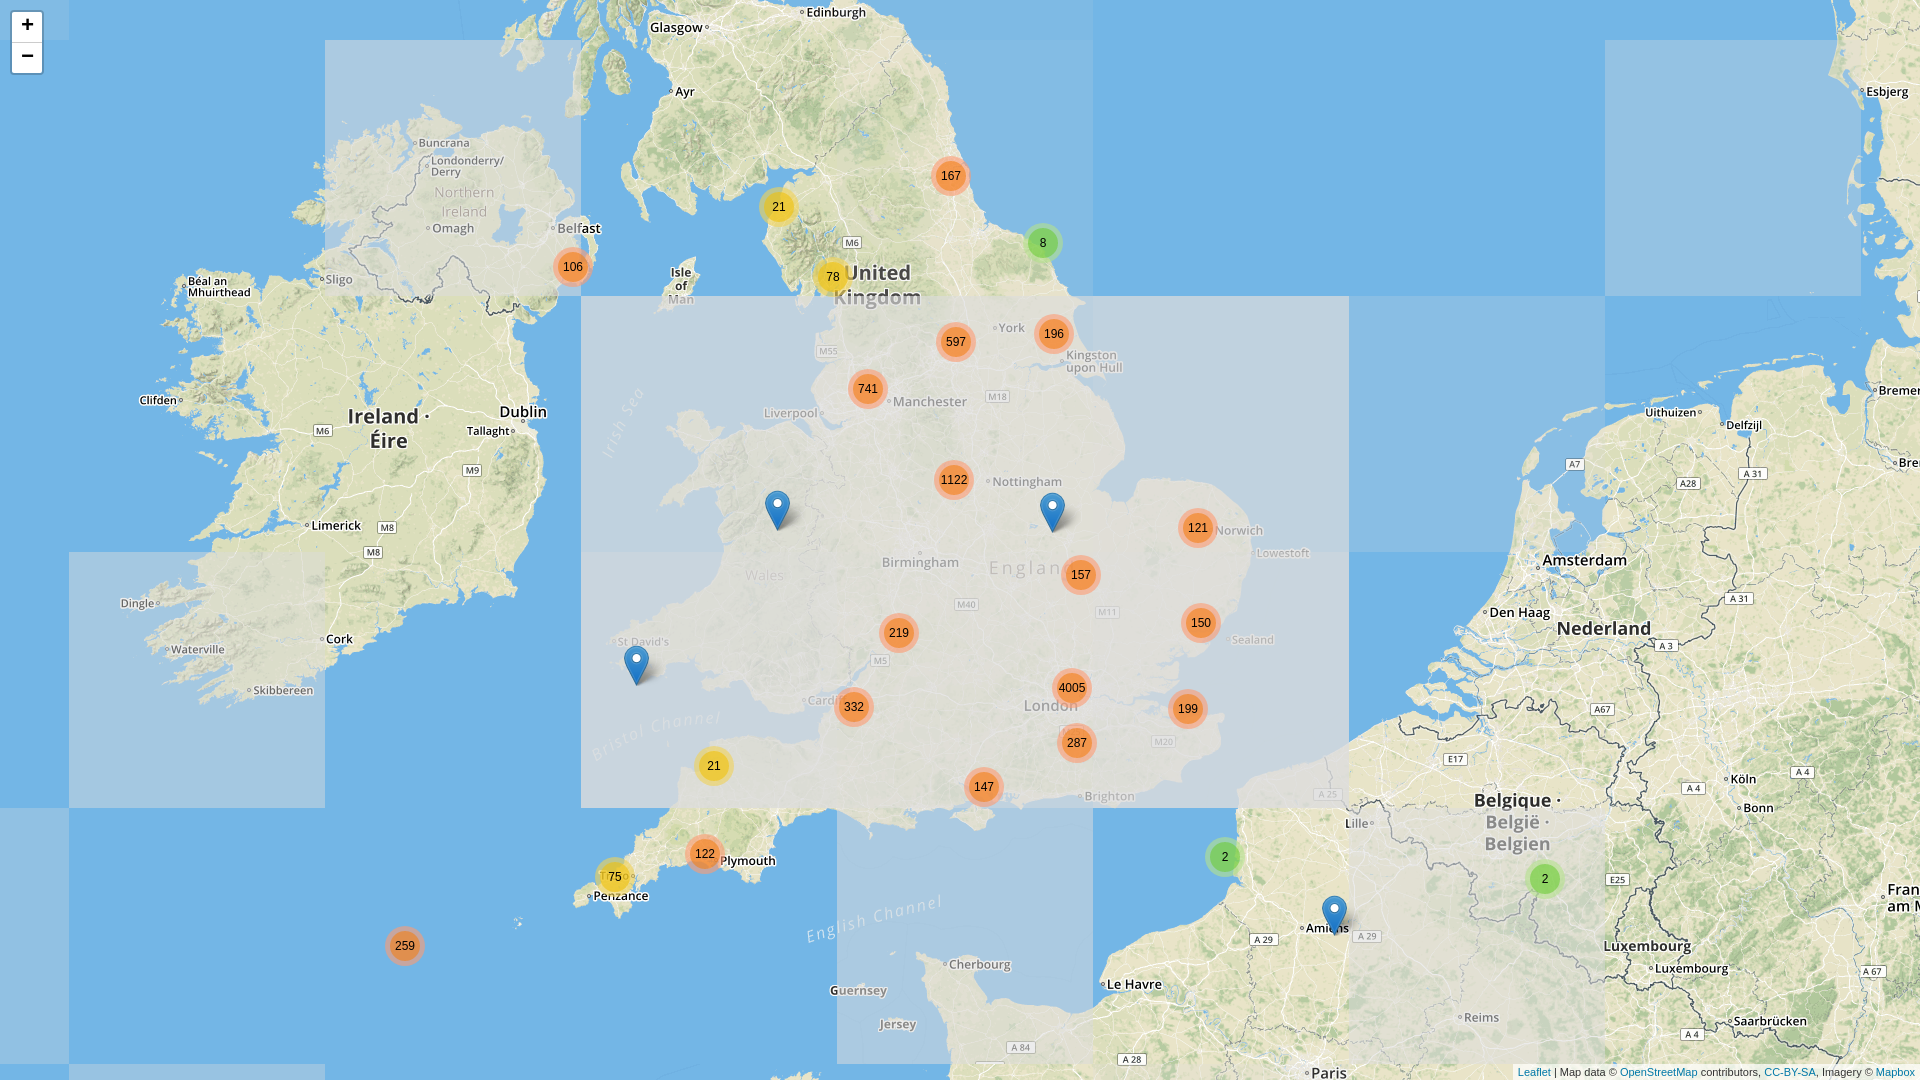 +
−
Edinburgh
Glasgow
Ayr
Esbjerg
Buncrana
Londonderry/
Derry
167
Northern
Ireland
21
Omagh
Belfast
M6
8
106
Isle
of
Man
78
United
Kingdom
Sligo
Béal an
Mhuirthead
York
196
597
M55
Kingston
upon Hull
741
Manchester
M18
Liverpool
Irish Sea
Clifden
Dublin
Tallaght
Ireland ·
Éire
M6
M9
Bremer
Uithuizen
Delfzijl
A7
A 31
A28
Bre
1122
Nottingham
Limerick
M8
M8
121
Norwich
Lowestoft
Birmingham
Englan
157
Wales
Amsterdam
A 31
Dingle
M40
M11
Den Haag
150
Nederland
Cork
St David's
219
Sealand
A 3
Waterville
M5
Skibbereen
4005
London
Cardiff
332
199
A67
Bristol Channel
287
M20
E17
21
Köln
A 4
147
Brighton
A 25
A 4
Bonn
Belgique ·
België ·
Belgien
Lille
122
Plymouth
2
75
Penzance
2
E25
Fran
am M
English Channel
Amiens
A 29
A 29
259
Luxembourg
Luxembourg
Cherbourg
A 67
Guernsey
Le Havre
Jersey
Reims
Saarbrücken
A 4
A 84
A 28
Paris
Leaflet | Map data © OpenStreetMap contributors, CC-BY-SA, Imagery © Mapbox